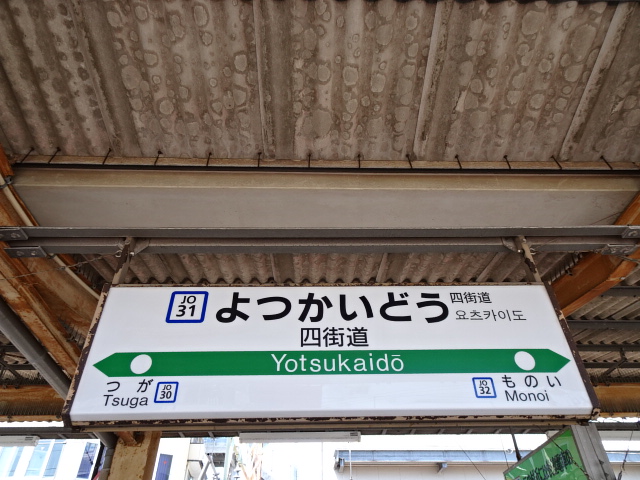 JO
31
よつかいどう
四街道
요츠카이도
四街道
Yotsukaidō
つが
Tsuga
JO
30
JO
32
ものい
Monoi